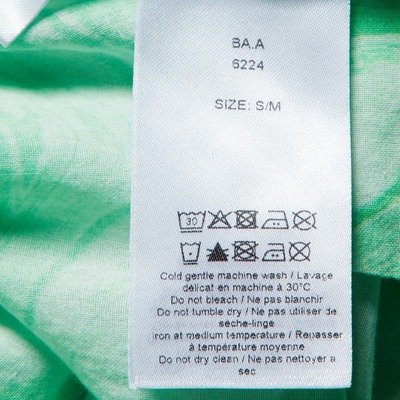 BA.A
6224
SIZE: S/M
30
Cold gentle machine wash / Lavage
délicat en machine à 30°C
Do not bleach / Ne pas blanchir
Do not tumble dry / Ne pas utiliser de
sèche-linge
Iron at medium temperature / Repasser
à température moyenne
Do not dry clean / Ne pas nettoyer a
sec